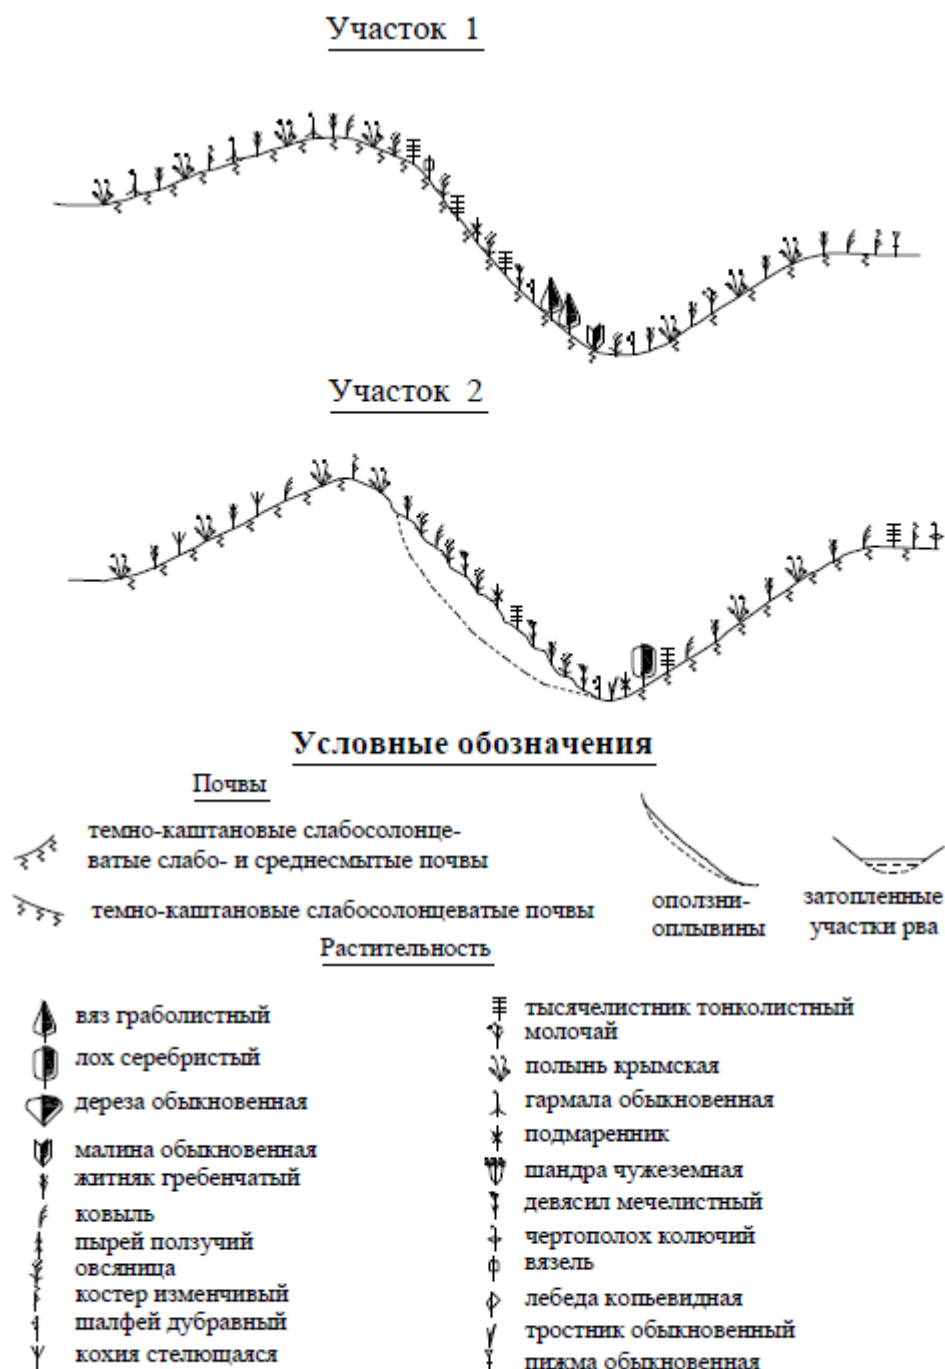 Участок 1
Участок 2
Условные обозначения
Почвы
темно-каштановые слабосолонце-
ватые слабо- и среднесмытые почвы
темно-каштановые слабосолонцеватые почвы
оползни-
оплывины
затопленные
участки рва
Растительность
вяз граболистный
лох серебристый
дереза обыкновенная
малина обыкновенная
житняк гребенчатый
ковыль
пырей ползучий
овсяница
костер изменчивый
шалфей дубравный
кохия стелющаяся
тысячелистник тонколистный
молочай
полынь крымская
гармала обыкновенная
подмаренник
шандра чужеземная
девясил мечелистный
чертополох колючий
вязель
лебеда копьевидная
тростник обыкновенный
пижма обыкновенная